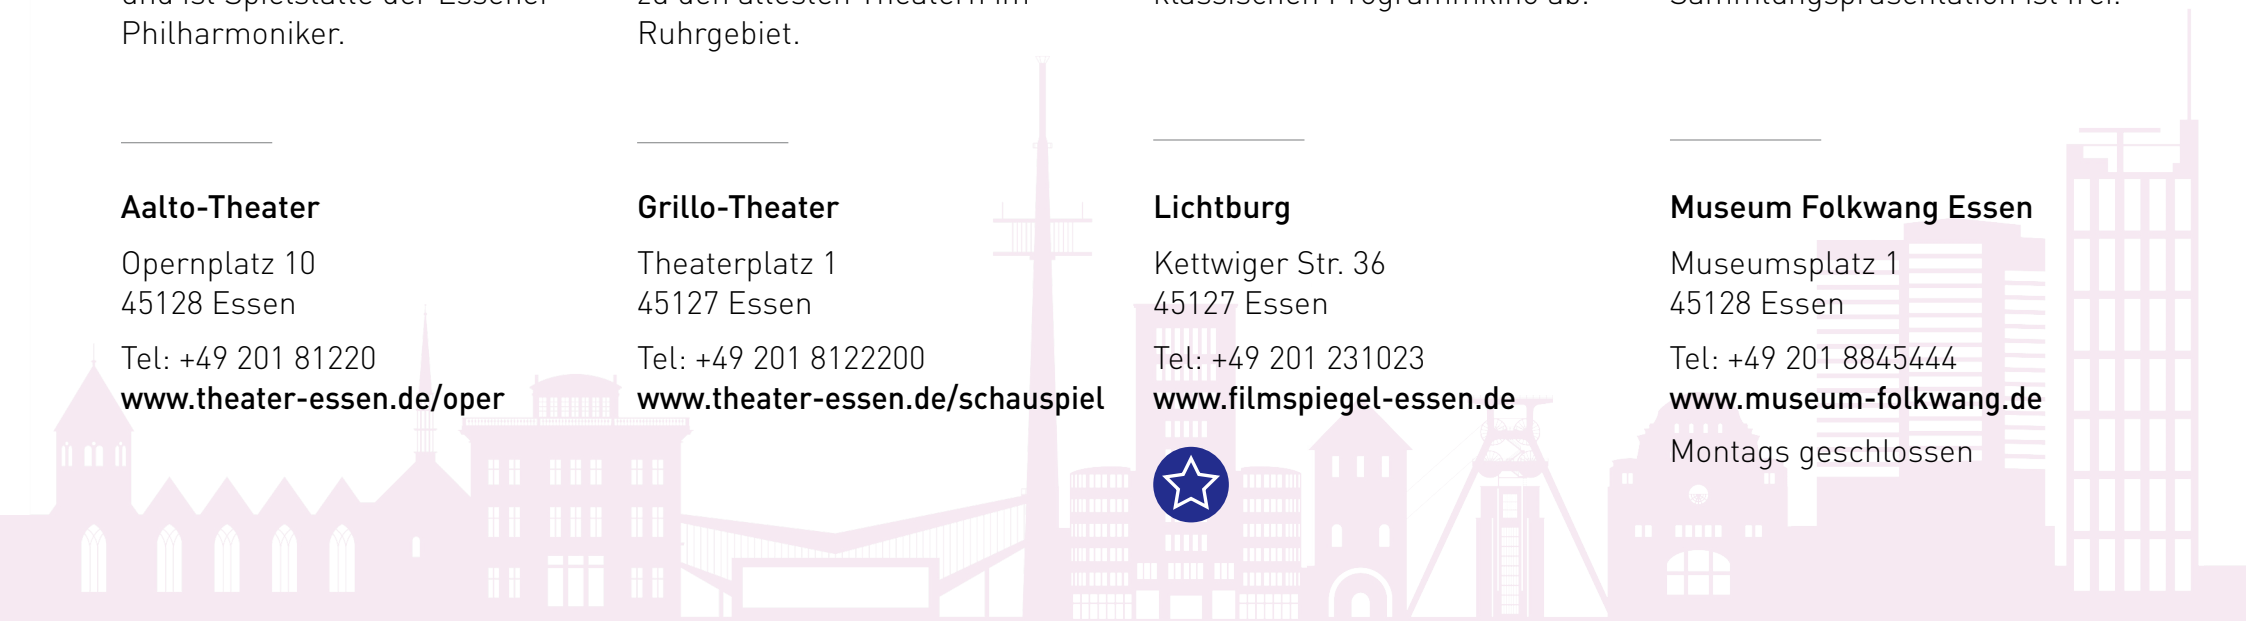 Philharmoniker.
Ruhrgebiet.
Aalto-Theater
Opernplatz 10
45128 Essen
Tel: +49 201 81220
www.theater-essen.de/oper
Grillo-Theater
Theaterplatz 1
45127 Essen
Tel: +49 201 8122200
www.theater-essen.de/schauspiel
Lichtburg
Kettwiger Str. 36
45127 Essen
Tel: +49 201 231023
www.filmspiegel-essen.de
Museum Folkwang Essen
Museumsplatz 1
45128 Essen
Tel: +49 201 8845444
www.museum-folkwang.de
Montags geschlossen